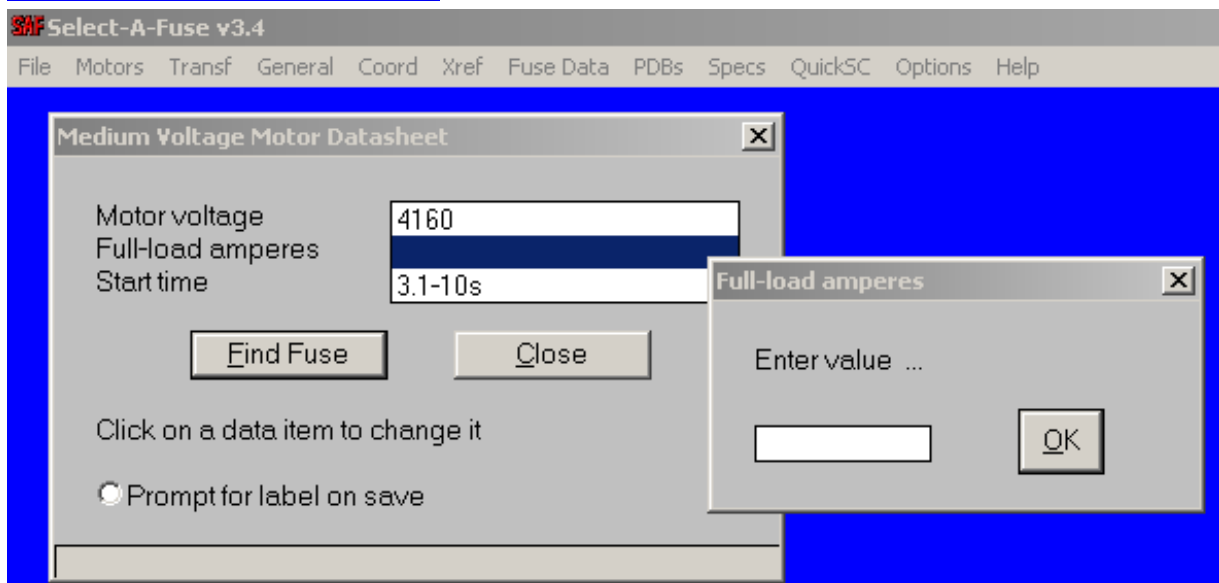 SAF Select-A-Fuse v3.4
File Motors Transf General Coord Xref Fuse Data PDBs Specs QuickSC Options Help
Medium Voltage Motor Datasheet
Motor voltage 4160
Full-load amperes
Start time 3.1-10s
Find Fuse Close
Click on a data item to change it
Prompt for label on save
Full-load amperes
Enter value ...
OK